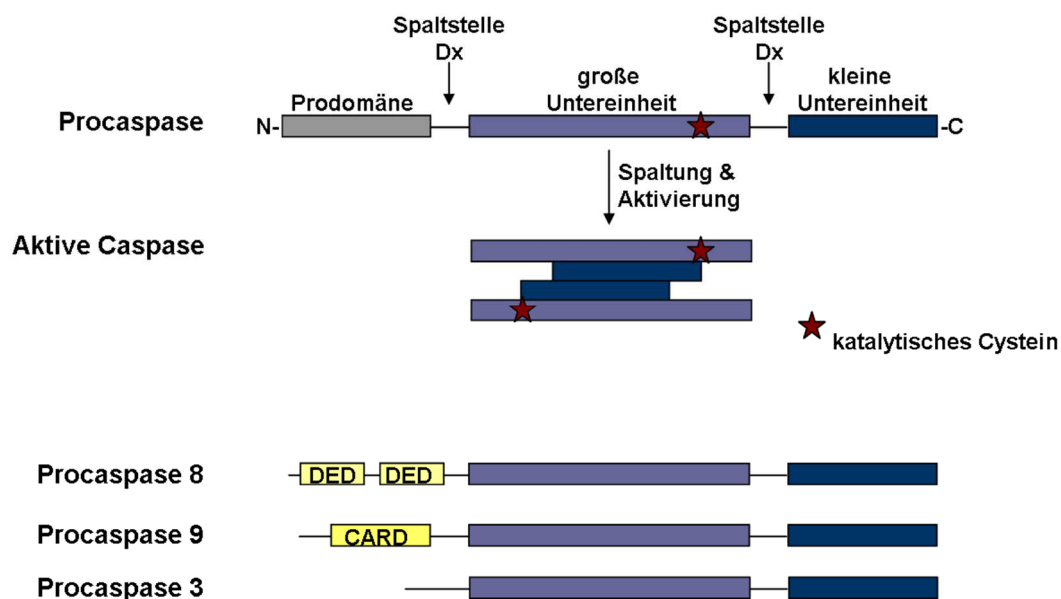 Spaltstelle
Dx
Spaltstelle
Dx
große
Untereinheit
kleine
Untereinheit
Prodomäne
Procaspase
N-
-C
Spaltung &
Aktivierung
Aktive Caspase
katalytisches Cystein
Procaspase 8
DED
DED
Procaspase 9
CARD
Procaspase 3